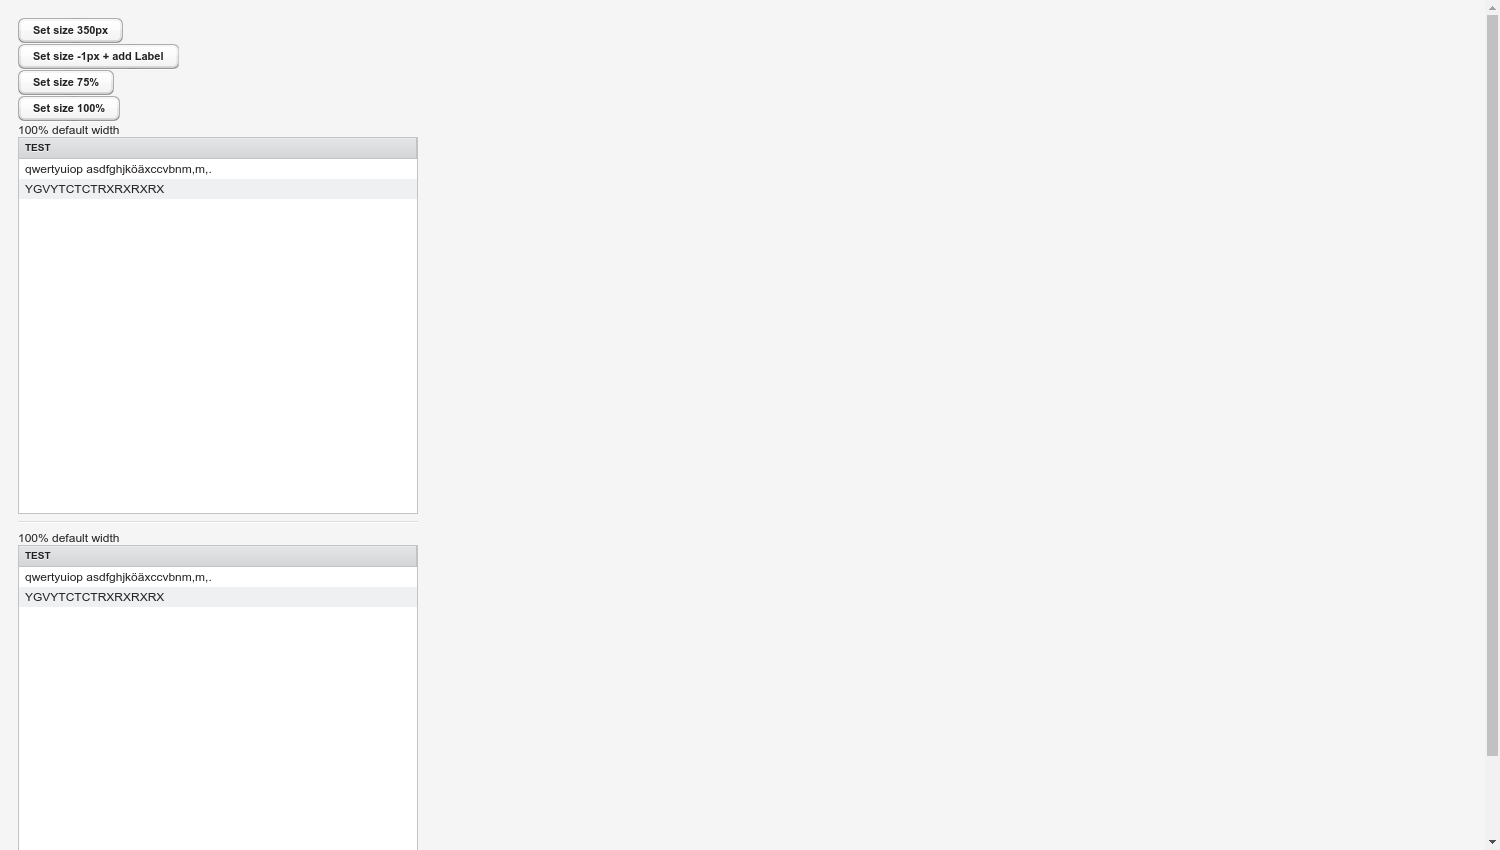 Set size 350px
Set size -1px + add Label
Set size 75%
Set size 100%
100% default width
TEST
qwertyuiop asdfghjköäxccvbnm,m,.
YGVYTCTCTRXRXRXRX
100% default width
TEST
qwertyuiop asdfghjköäxccvbnm,m,.
YGVYTCTCTRXRXRXRX